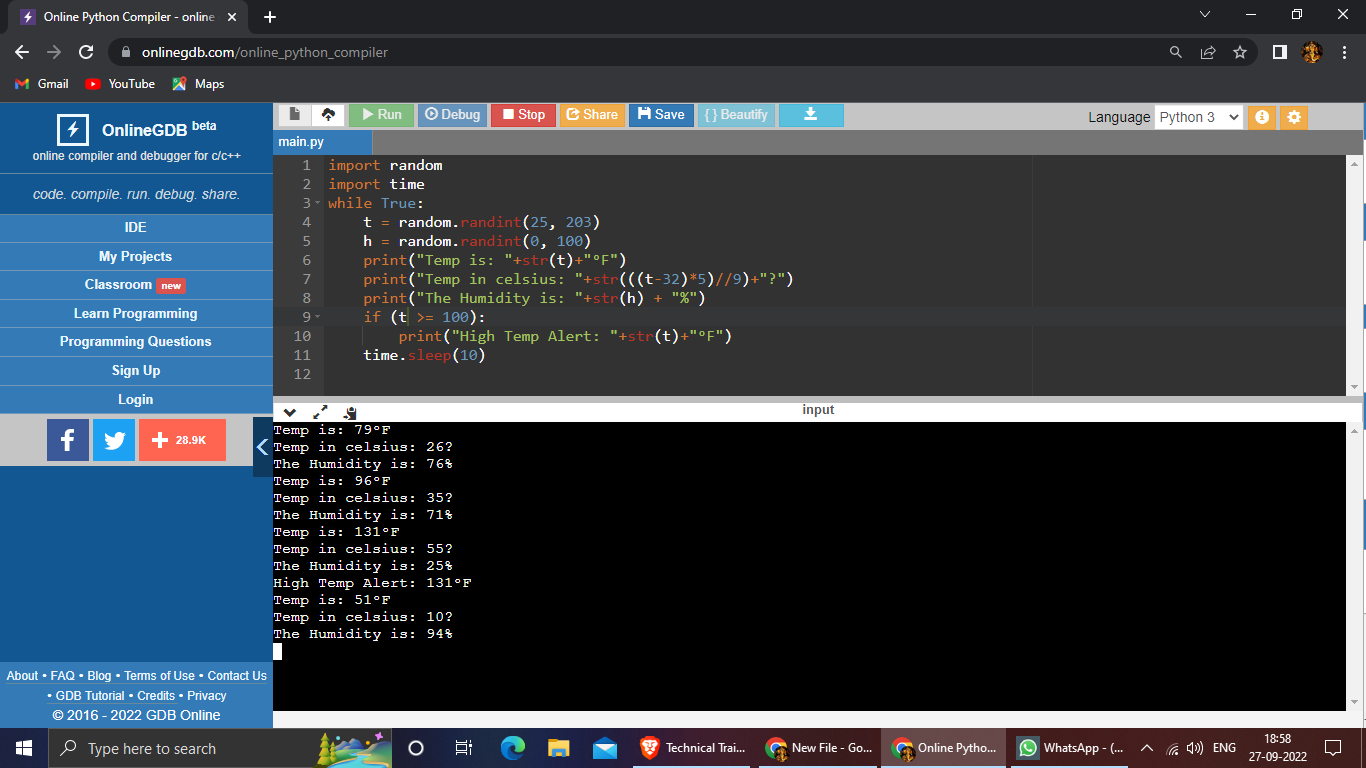 Online Python Compiler - online
onlinegdb.com/online_python_compiler
Gmail YouTube Maps
OnlineGDB beta
online compiler and debugger for c/c++
code. compile. run. debug. share.
IDE
My Projects
Classroom new
Learn Programming
Programming Questions
Sign Up
Login
28.9K
About • FAQ • Blog • Terms of Use • Contact Us
• GDB Tutorial • Credits • Privacy
© 2016 - 2022 GDB Online
Run Debug Stop Share Save { } Beautify
Language Python 3
main.py
1 import random
2 import time
3 while True:
4 t = random.randint(25, 203)
5 h = random.randint(0, 100)
6 print("Temp is: "+str(t)+"°F")
7 print("Temp in celsius: "+str(((t-32)*5)//9)+"?")
8 print("The Humidity is: "+str(h) + "%")
9 if (t >= 100):
10 print("High Temp Alert: "+str(t)+"°F")
11 time.sleep(10)
12
input
Temp is: 79°F
Temp in celsius: 26?
The Humidity is: 76%
Temp is: 96°F
Temp in celsius: 35?
The Humidity is: 71%
Temp is: 131°F
Temp in celsius: 55?
The Humidity is: 25%
High Temp Alert: 131°F
Temp is: 51°F
Temp in celsius: 10?
The Humidity is: 94%
Type here to search
Technical Trai...
New File - Go...
Online Pytho...
WhatsApp - (...
ENG
18:58
27-09-2022